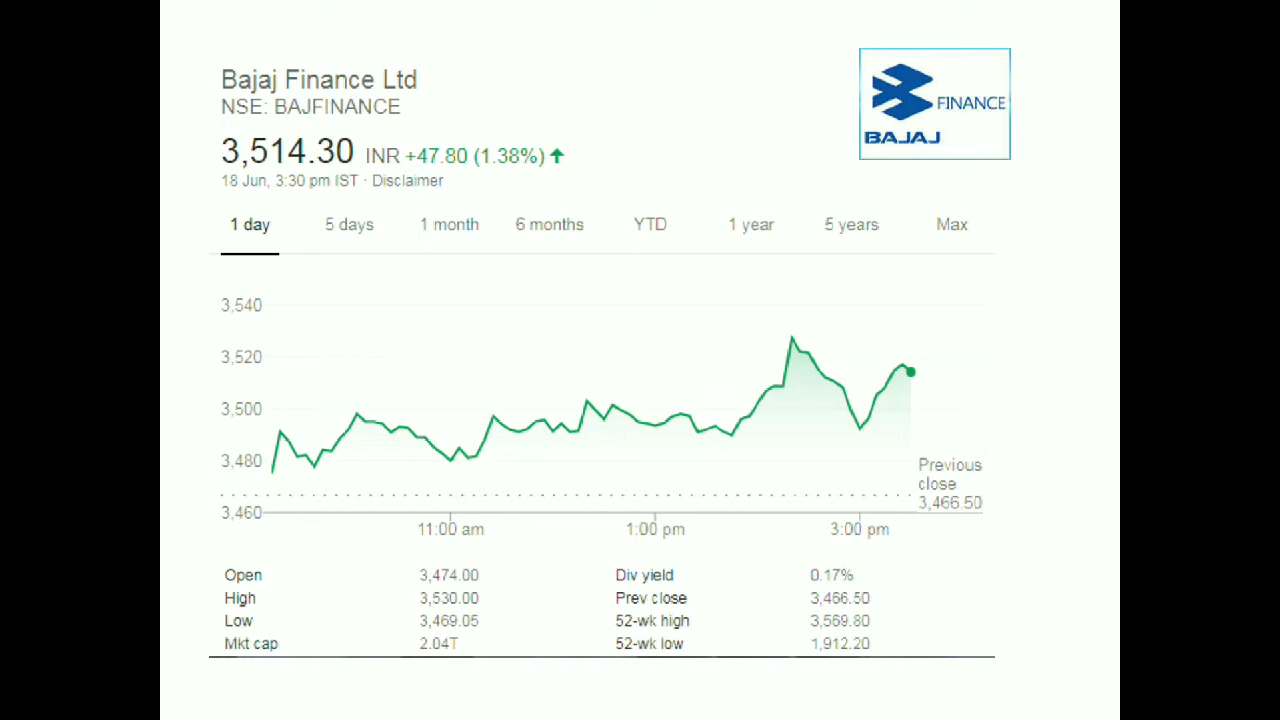 Bajaj Finance Ltd
NSE: BAJFINANCE
3,514.30 INR +47.80 (1.38%)
18 Jun, 3:30 pm IST · Disclaimer
FINANCE
BAJAJ
1 day 5 days 1 month 6 months YTD 1 year 5 years Max
3,540
3,520
3,500
3,480
3,460
Previous
close
3,466.50
11:00 am 1:00 pm 3:00 pm
Open 3,474.00 Div yield 0.17%
High 3,530.00 Prev close 3,466.50
Low 3,469.05 52-wk high 3,569.80
Mkt cap 2.04T 52-wk low 1,912.20